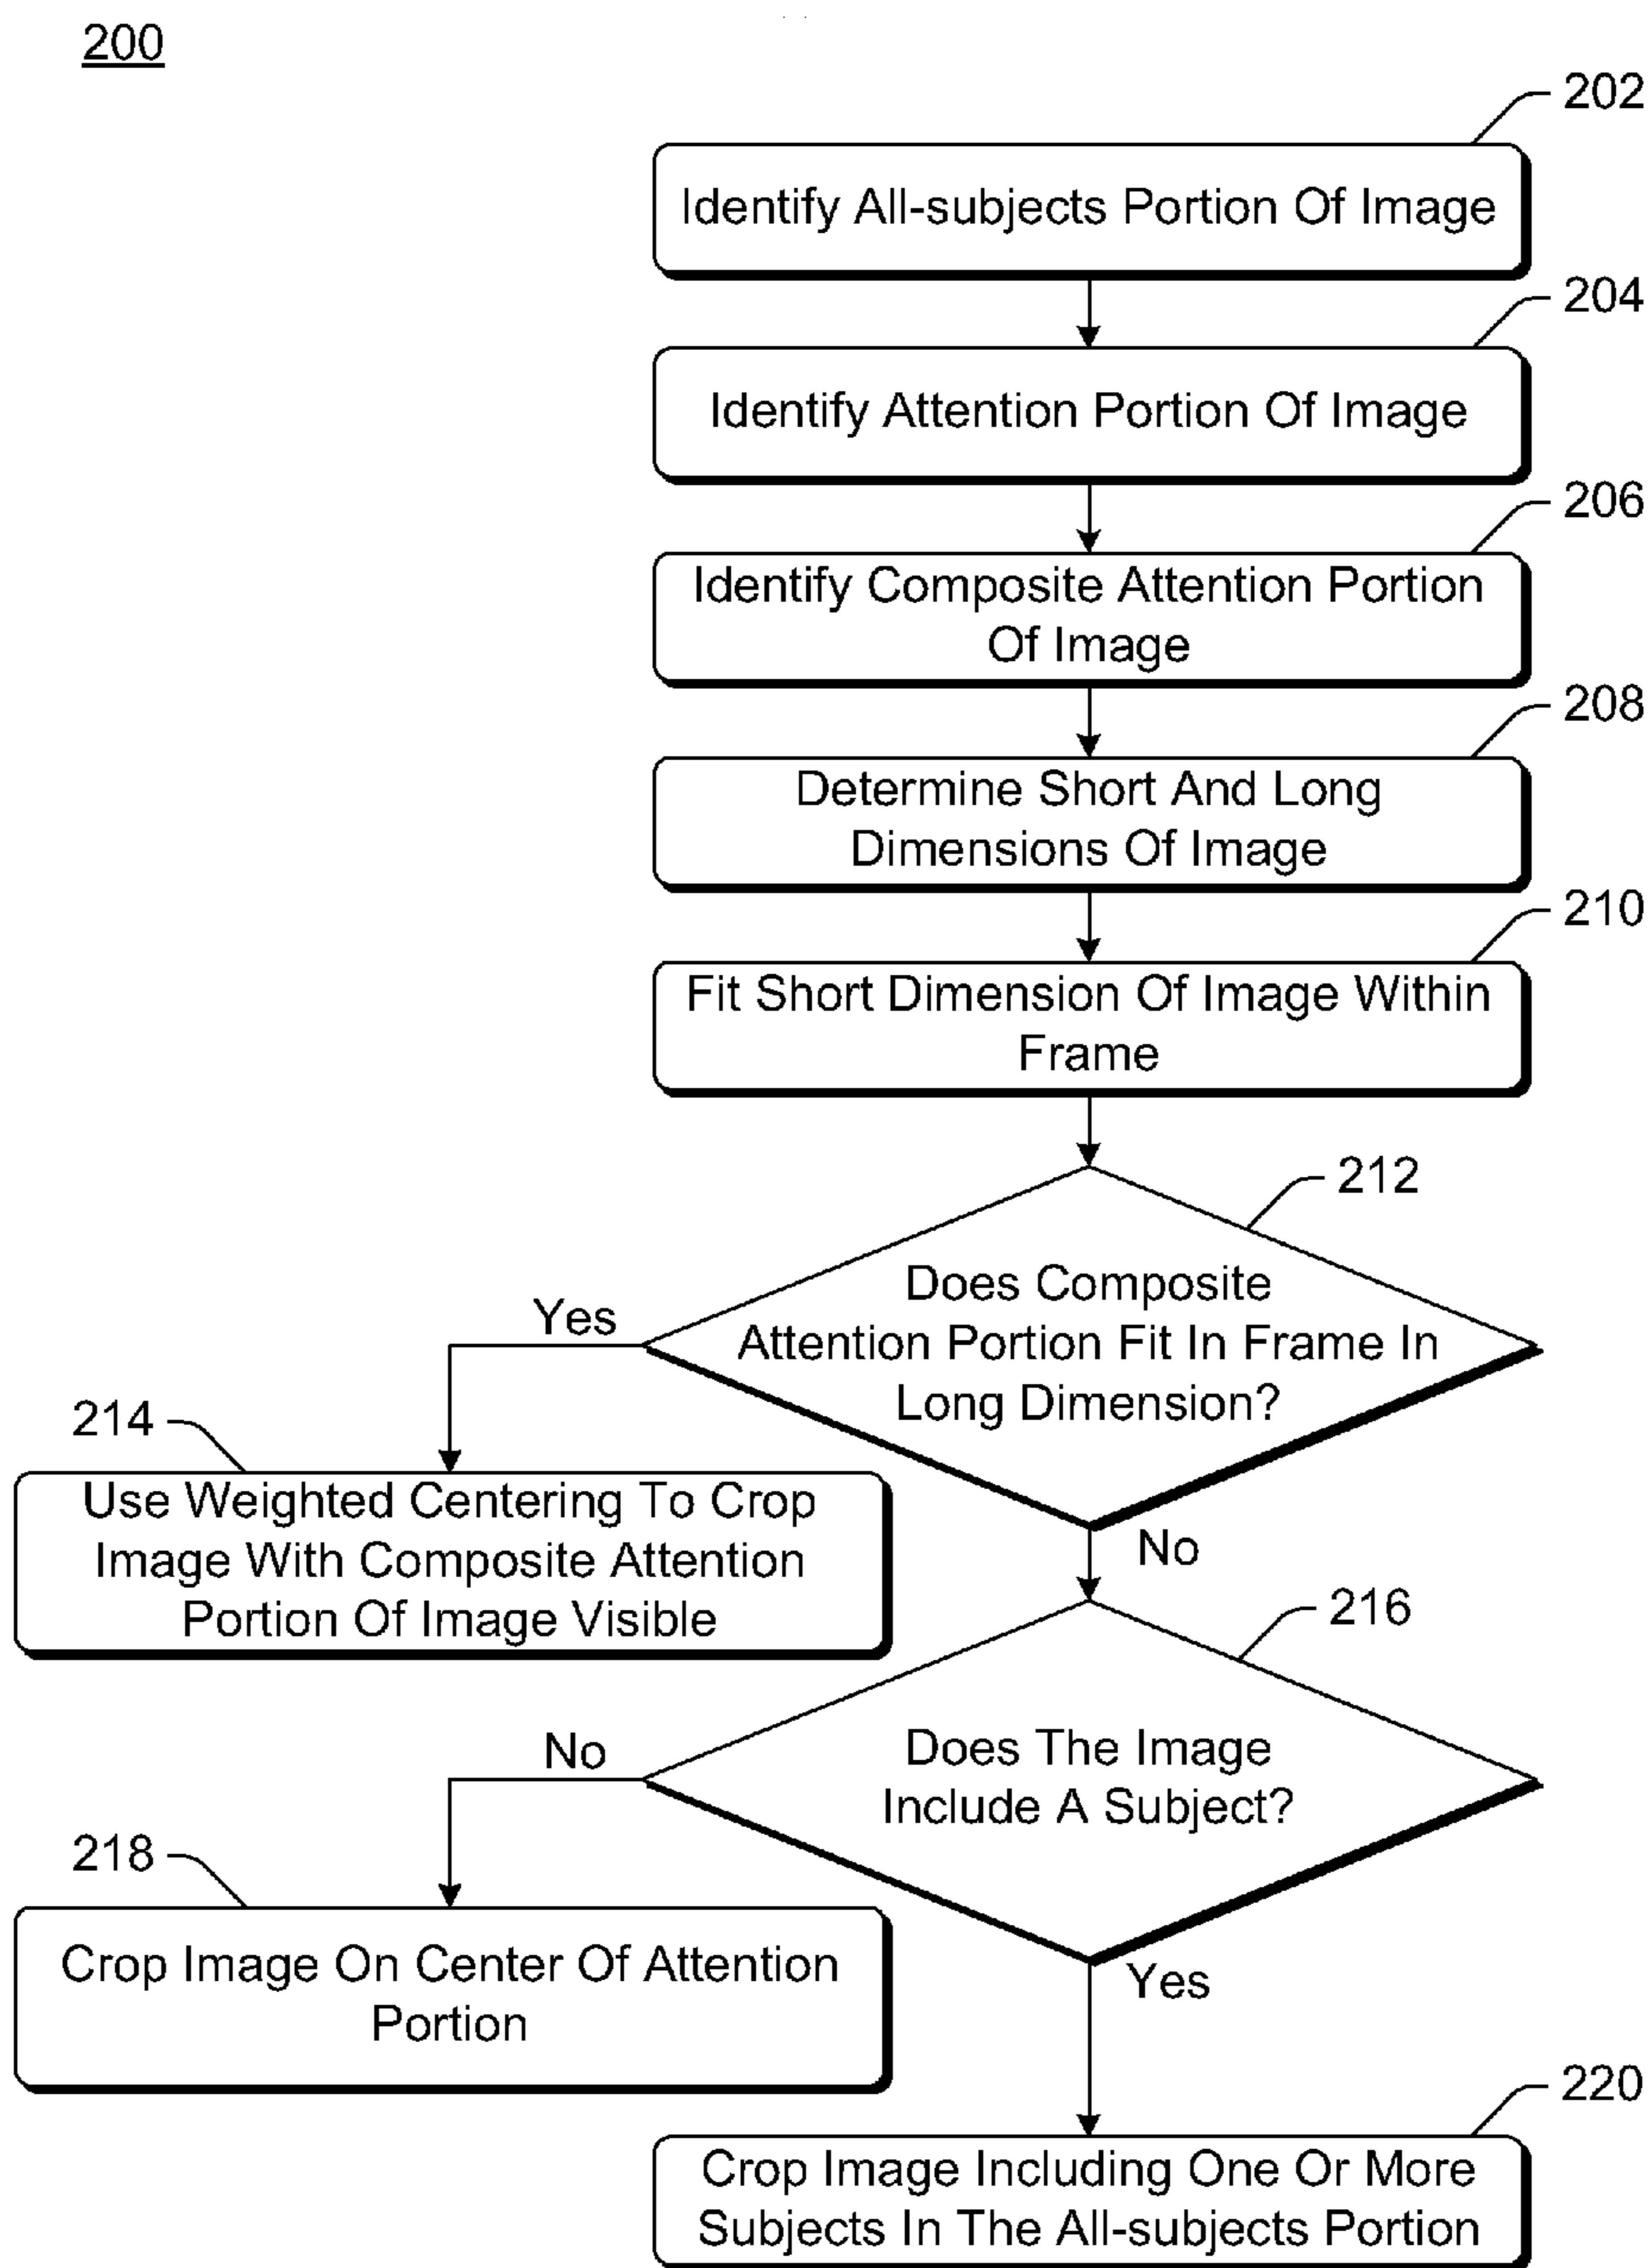 200
202
Identify All-subjects Portion Of Image
204
Identify Attention Portion Of Image
206
Identify Composite Attention Portion
Of Image
208
Determine Short And Long
Dimensions Of Image
210
Fit Short Dimension Of Image Within
Frame
212
Does Composite
Attention Portion Fit In Frame In
Long Dimension?
Yes
No
214
Use Weighted Centering To Crop
Image With Composite Attention
Portion Of Image Visible
216
Does The Image
Include A Subject?
No
Yes
218
Crop Image On Center Of Attention
Portion
220
Crop Image Including One Or More
Subjects In The All-subjects Portion